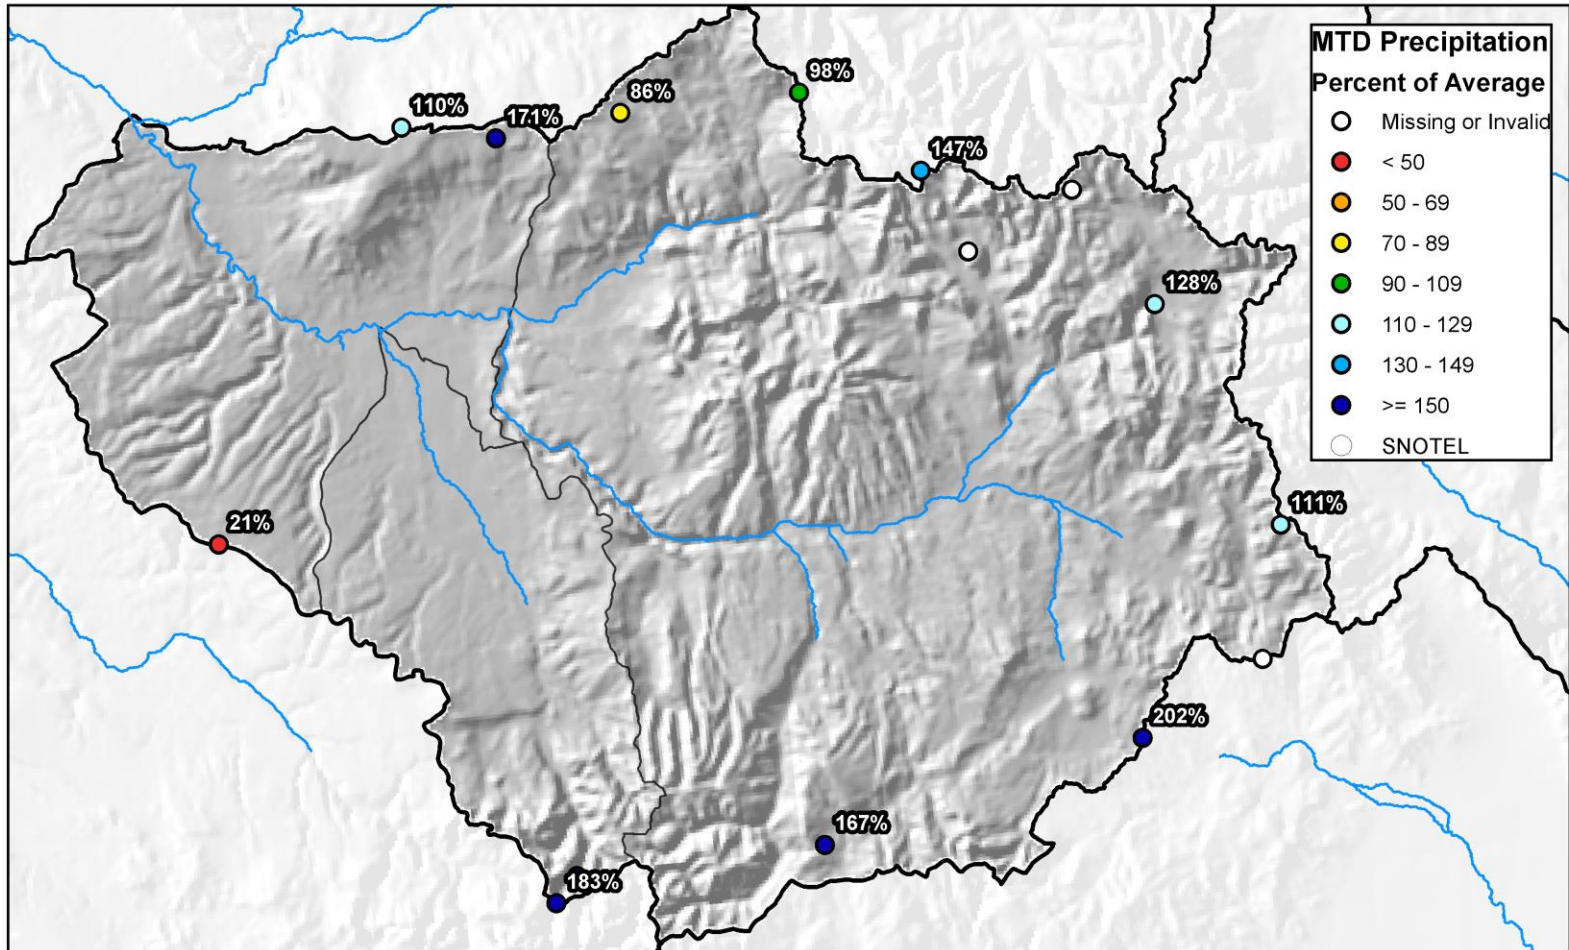 MTD Precipitation
Percent of Average
Missing or Invalid
< 50
50 - 69
70 - 89
90 - 109
110 - 129
130 - 149
>= 150
SNOTEL
98%
86%
110%
171%
147%
128%
111%
21%
202%
167%
183%